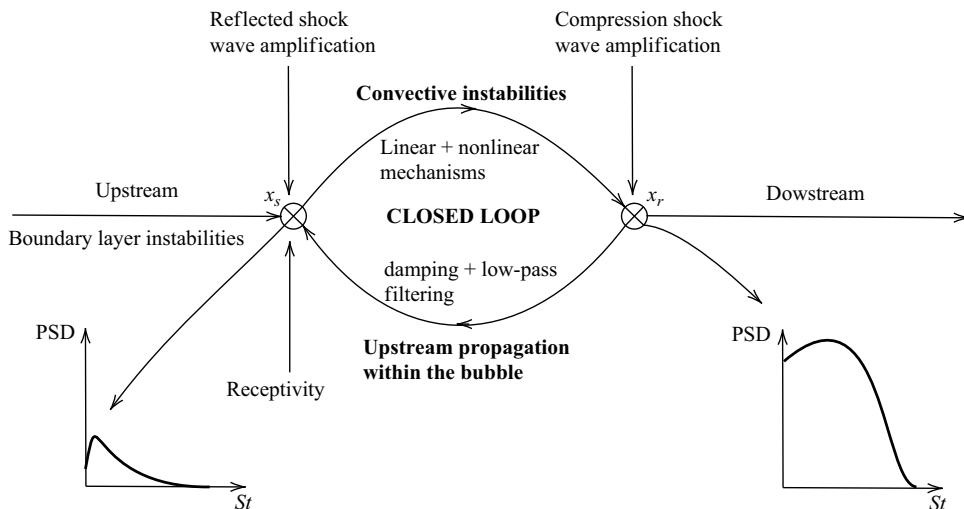 Reflected shock
wave amplification
Compression shock
wave amplification
Convective instabilities
Linear + nonlinear
mechanisms
Upstream
x_s
x_r
Dowstream
CLOSED LOOP
Boundary layer instabilities
damping + low-pass
filtering
PSD
Upstream propagation
within the bubble
PSD
Receptivity
St
St